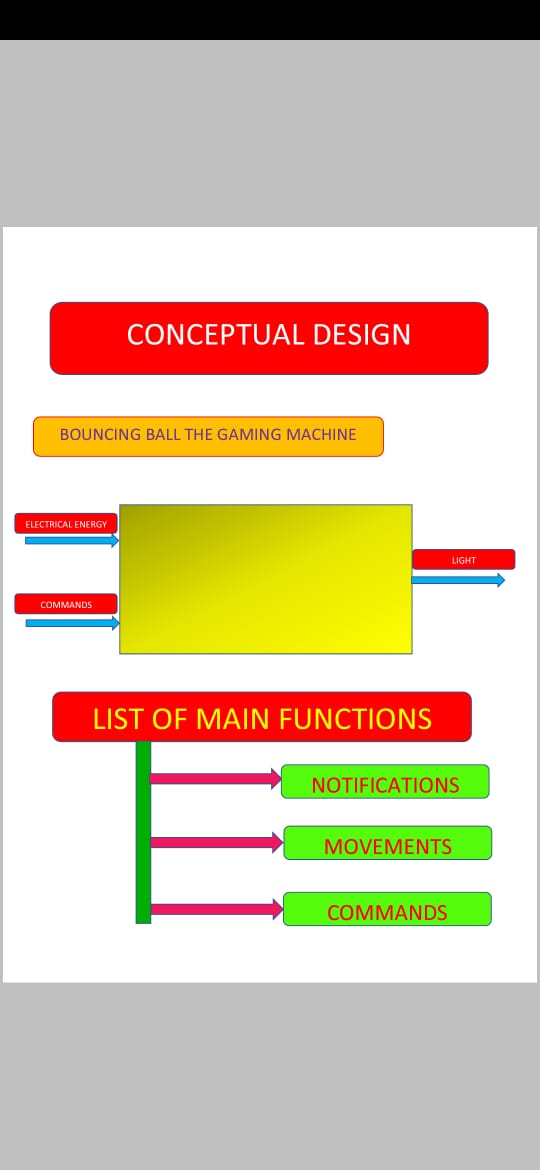 CONCEPTUAL DESIGN
BOUNCING BALL THE GAMING MACHINE
ELECTRICAL ENERGY
LIGHT
COMMANDS
LIST OF MAIN FUNCTIONS
NOTIFICATIONS
MOVEMENTS
COMMANDS